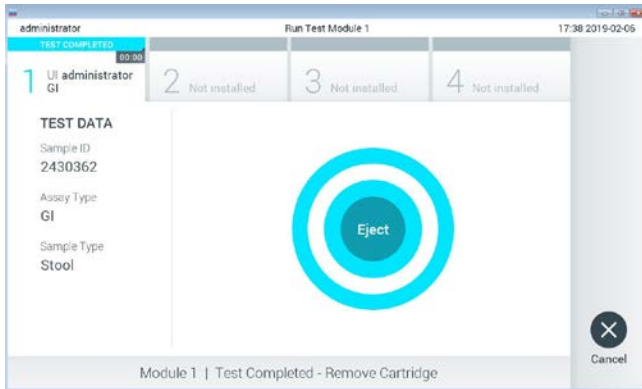 administrator
Run Test Module 1
17:38 2019-02-06
TEST COMPLETED
00:00
1 UI administrator
GI
2 Not installed
3 Not installed
4 Not installed
TEST DATA
Sample ID
2430362
Assay Type
GI
Sample Type
Stool
Eject
Cancel
Module 1 | Test Completed - Remove Cartridge